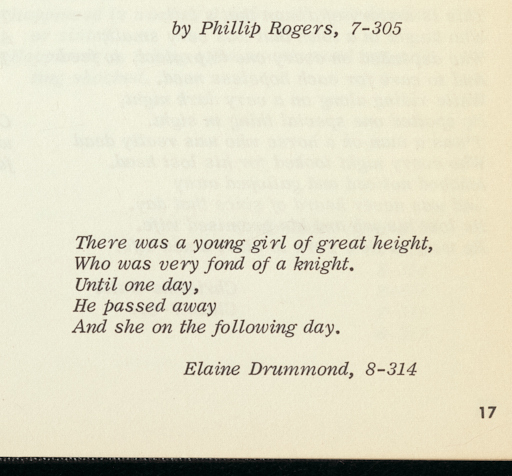 by Phillip Rogers, 7-305
There was a young girl of great height,
Who was very fond of a knight.
Until one day,
He passed away
And she on the following day.
Elaine Drummond, 8-314
17